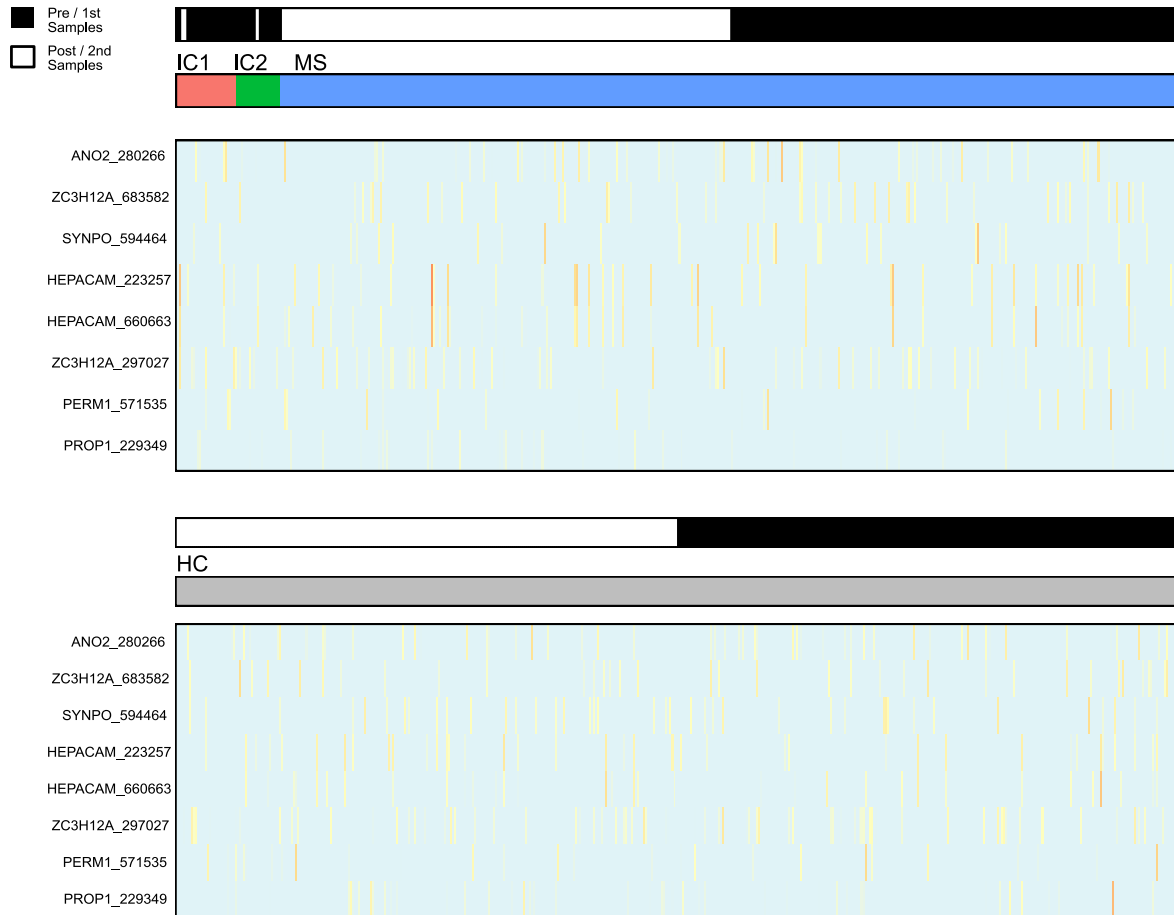 Pre / 1st
Samples
Post / 2nd
Samples
IC1 IC2 MS
ANO2_280266
ZC3H12A_683582
SYNPO_594464
HEPACAM_223257
HEPACAM_660663
ZC3H12A_297027
PERM1_571535
PROP1_229349
HC
ANO2_280266
ZC3H12A_683582
SYNPO_594464
HEPACAM_223257
HEPACAM_660663
ZC3H12A_297027
PERM1_571535
PROP1_229349